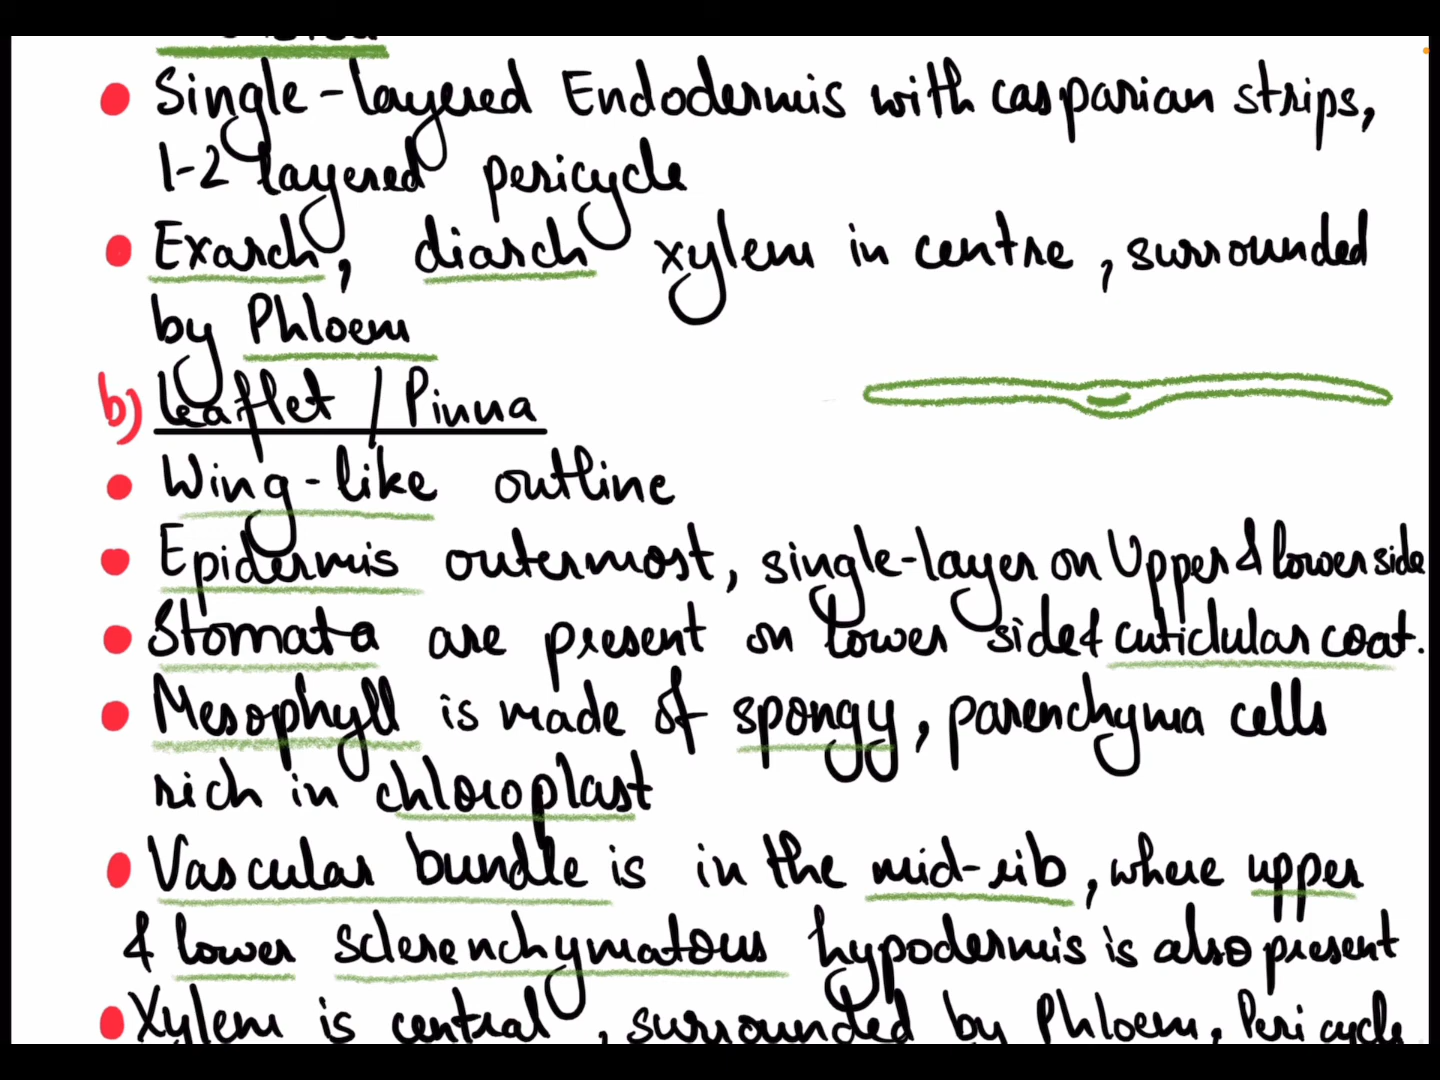 Single-layered Endodermis with casparian strips,
1-2 layered pericycle
Exarch, diarch xylem in centre, surrounded
by Phloem
b) Leaflet / Pinna
Wing-like outline
Epidermis outermost, single-layer on Upper & lower side
Stomata are present on lower side & cuticlular coat.
Mesophyll is made of spongy, parenchyma cells
rich in chloroplast
Vascular bundle is in the mid-rib, where upper
& lower sclerenchymatous hypodermis is also present
Xylem is central, surrounded by Phloem, Pericycle